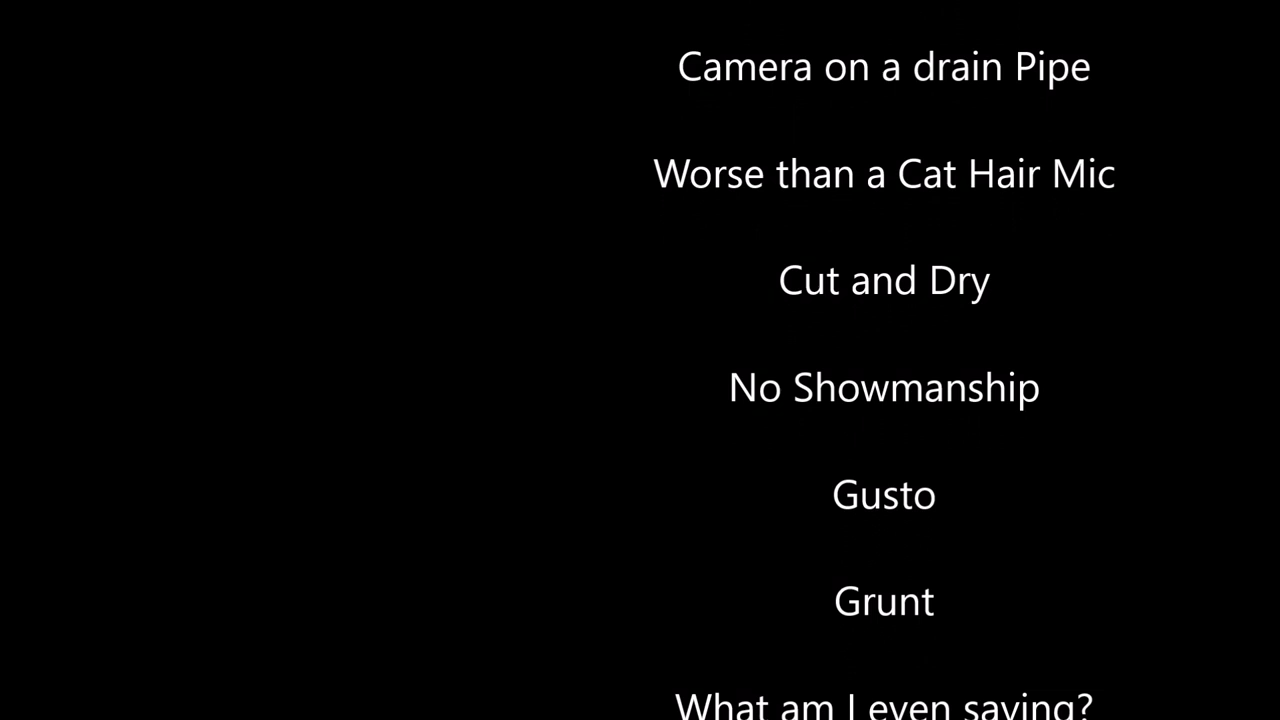 Camera on a drain Pipe
Worse than a Cat Hair Mic
Cut and Dry
No Showmanship
Gusto
Grunt
What am I even saying?